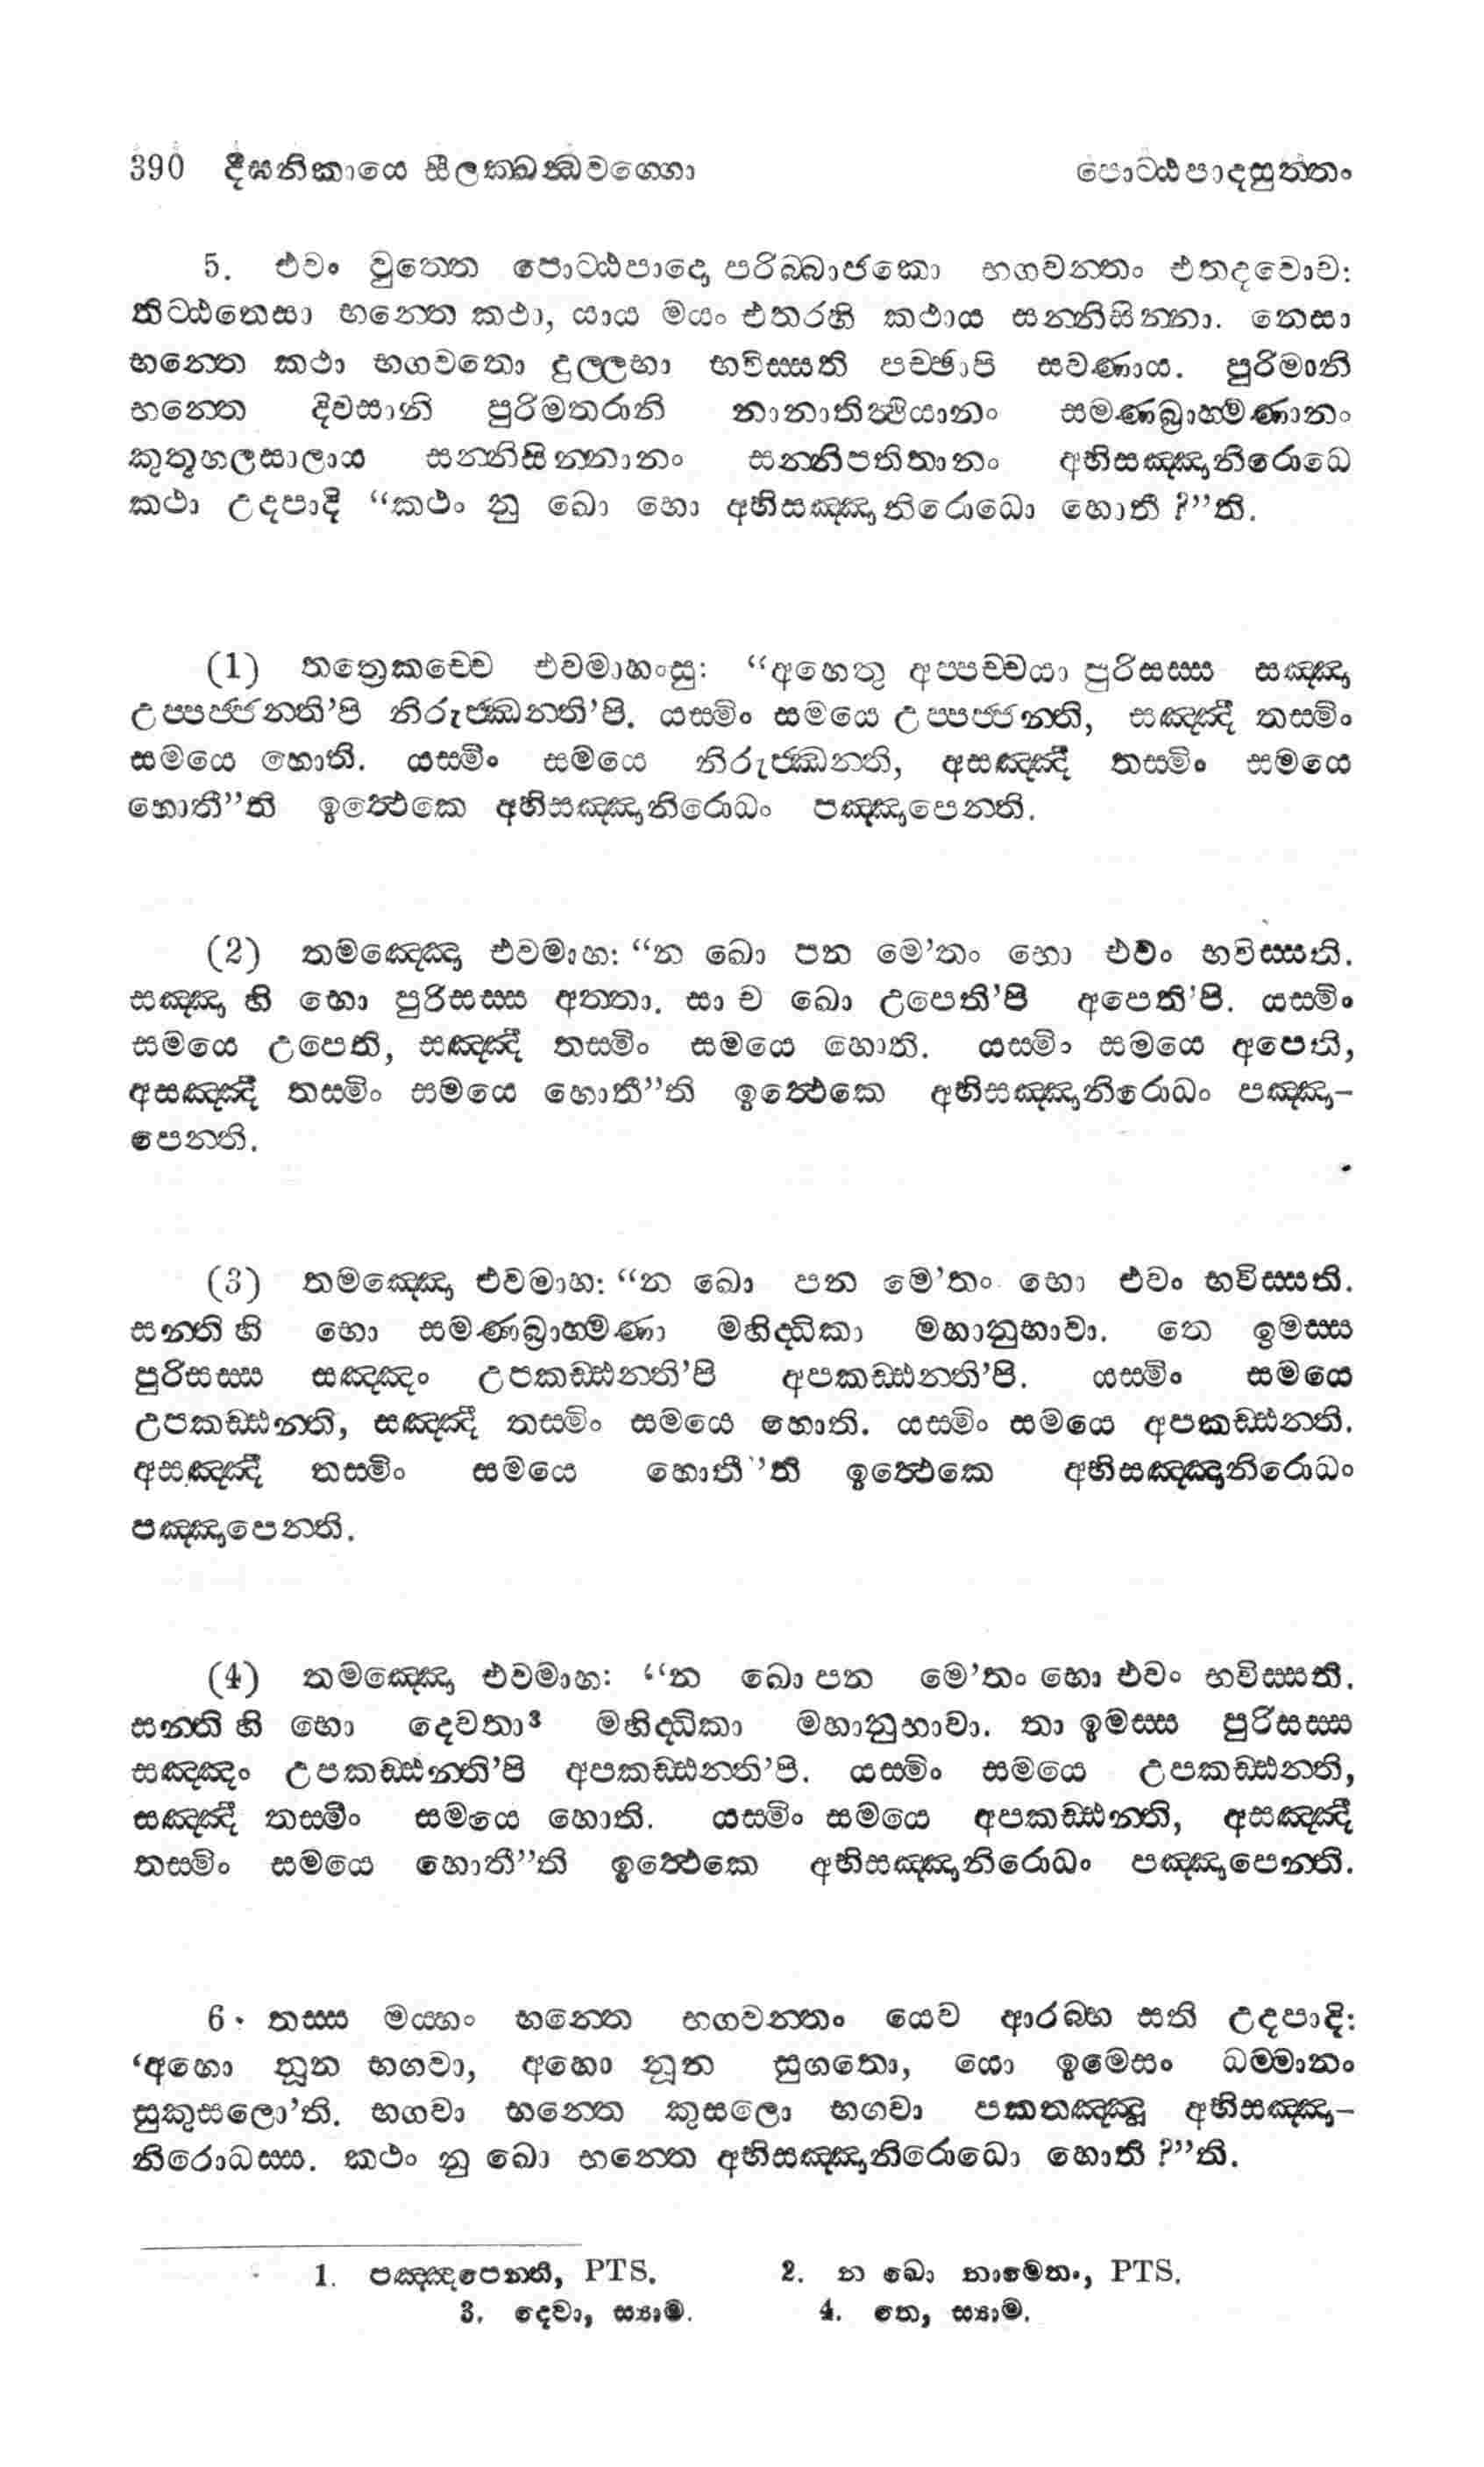 390 දීඝනිකායෙ සීලක්ඛන්ධවග්ගො පොට්ඨපාදසුත්තං
5. එවං වුත්තෙ පොට්ඨපාදො පරිබ්බාජකො භගවන්තං එතදවොච:
තිට්ඨතෙසා භන්තෙ කථා, යාය මයං එතරහි කථාය සන්නිසින්නා. නෙසා
භන්තෙ කථා භගවතො දුල්ලභා භවිස්සති පච්ඡාපි සවණාය. පුරිමානි
භන්තෙ දිවසානි පුරිමතරානි නානාතිත්ථියානං සමණබ්‍රාහ්මණානං
කුතූහලසාලාය සන්නිසින්නානං සන්නිපතිතානං අභිසඤ්ඤානිරොධෙ
කථා උදපාදි “කථං නු ඛො භො අභිසඤ්ඤානිරොධො හොතී ?”ති.
(1) තත්‍රෙකච්චෙ එවමාහංසු: “අහෙතු අප්පච්චයා පුරිසස්ස සඤ්ඤා
උප්පජ්ජන්ති’පි නිරුජ්ඣන්ති’පි. යස්මිං සමයෙ උප්පජ්ජන්ති, සඤ්ඤී තස්මිං
සමයෙ හොති. යස්මිං සමයෙ නිරුජ්ඣන්ති, අසඤ්ඤී තස්මිං සමයෙ
හොතී”ති ඉත්ථෙකෙ අභිසඤ්ඤානිරොධං පඤ්ඤාපෙන්ති.
(2) තමඤ්ඤො එවමාහ: “න ඛො පන මෙ’තං භො එවං භවිස්සති.
සඤ්ඤා හි භො පුරිසස්ස අත්තා. සා ච ඛො උපෙති’පි අපෙති’පි. යස්මිං
සමයෙ උපෙති, සඤ්ඤී තස්මිං සමයෙ හොති. යස්මිං සමයෙ අපෙති,
අසඤ්ඤී තස්මිං සමයෙ හොතී”ති ඉත්ථෙකෙ අභිසඤ්ඤානිරොධං පඤ්ඤා-
පෙන්ති.
(3) තමඤ්ඤො එවමාහ: “න ඛො පන මෙ’තං භො එවං භවිස්සති.
සන්ති හි භො සමණබ්‍රාහ්මණා මහිද්ධිකා මහානුභාවා. තෙ ඉමස්ස
පුරිසස්ස සඤ්ඤං උපකඩ්ඪන්ති’පි අපකඩ්ඪන්ති’පි. යස්මිං සමයෙ
උපකඩ්ඪන්ති, සඤ්ඤී තස්මිං සමයෙ හොති. යස්මිං සමයෙ අපකඩ්ඪන්ති.
අසඤ්ඤී තස්මිං සමයෙ හොතී”ති ඉත්ථෙකෙ අභිසඤ්ඤානිරොධං
පඤ්ඤාපෙන්ති.
(4) තමඤ්ඤො එවමාහ: “න ඛො පන මෙ’තං භො එවං භවිස්සති.
සන්ති හි භො දෙවතා³ මහිද්ධිකා මහානුභාවා. තා ඉමස්ස පුරිසස්ස
සඤ්ඤං උපකඩ්ඪන්ති’පි අපකඩ්ඪන්ති’පි. යස්මිං සමයෙ උපකඩ්ඪන්ති,
සඤ්ඤී තස්මිං සමයෙ හොති. යස්මිං සමයෙ අපකඩ්ඪන්ති, අසඤ්ඤී
තස්මිං සමයෙ හොතී”ති ඉත්ථෙකෙ අභිසඤ්ඤානිරොධං පඤ්ඤාපෙන්ති.
6. තස්ස මය්හං භන්තෙ භගවන්තං යෙව ආරබ්භ සති උදපාදි:
‘අහො නූන භගවා, අහො නූන සුගතො, යො ඉමෙසං ධම්මානං
සුකුසලො’ති. භගවා භන්තෙ කුසලො භගවා පකතඤ්ඤූ අභිසඤ්ඤා-
නිරොධස්ස. කථං නු ඛො භන්තෙ අභිසඤ්ඤානිරොධො හොති ?”ති.
1. පඤ්ඤපෙන්ති, PTS. 2. න ඛො නාමෙතං, PTS.
3. දෙවා, ස්‍යාම. 4. තෙ, ස්‍යාම.